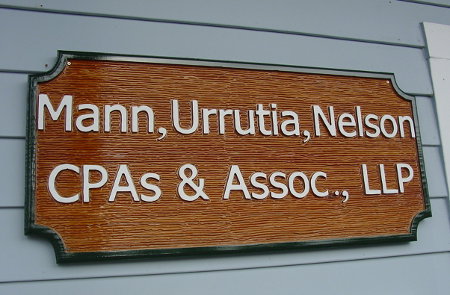 Mann, Urrutia, Nelson
CPAs & Assoc.., LLP